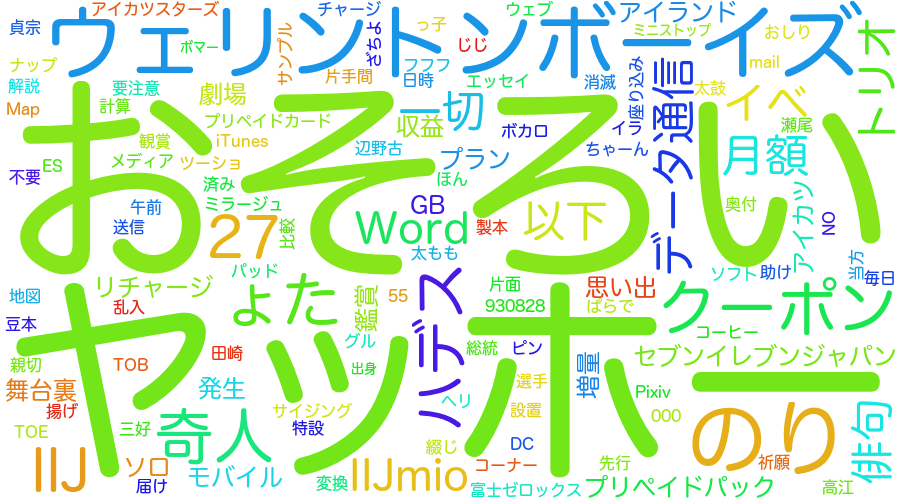 アイカツスターズ
チャージ
ざちよ
っ子
ウェブ
アイランド
貞宗
ウェリントンボーイズ
ボマー
サンプル
じじ
ミニストップ
おしり
トリオ
ナップ
片手間
フフフ
日時
エッセイ
消滅
座り込み
データ通信
mail
解説
要注意
劇場
一切
太鼓
イベ
Map
計算
プリペイドカード
収益
ボカロ
イラ
瀬尾
観賞
iTunes
辺野古
プラン
ちゃーん
月額
ES
メディア
ツーショ
ほん
不要
済み
おそろい
ミラージュ
GB
奥付
アイカツ
NO
午前
27
比較
Word
製本
以下
送信
太もも
ソフト
助け
当方
毎日
パッド
リチャージ
片面
思い出
クーポン
地図
乱入
ょた
鑑賞
55
ハデス
930828
ぱらで
豆本
グル
総統
ピン
コーヒー
親切
田崎
ヤッホー
セブンイレブンジャパン
TOB
出身
増量
舞台裏
発生
選手
Pixiv
揚げ
サイジング
ヘリ
設置
000
のり
俳句
TOE
三好
奇人
特設
綴じ
DC
IIJ
ソロ
モバイル
IIJmio
コーナー
先行
祈願
届け
変換
富士ゼロックス
プリペイドパック
高江